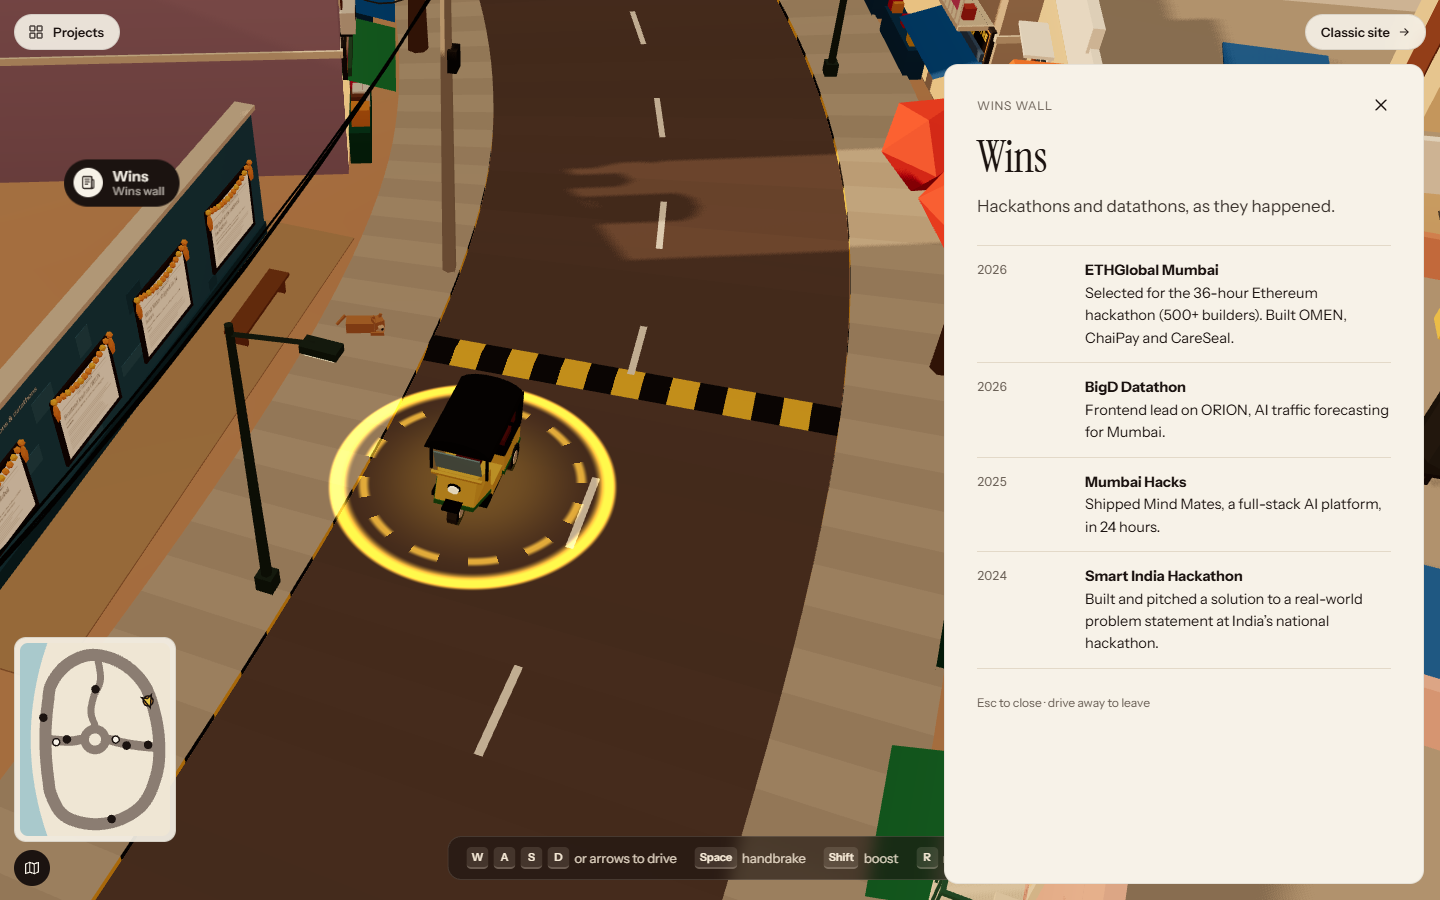 Projects
Classic site
Wins
Wins wall
WINS WALL
Wins
Hackathons and datathons, as they happened.
2026
ETHGlobal Mumbai
Selected for the 36-hour Ethereum
hackathon (500+ builders). Built OMEN,
ChaiPay and CareSeal.
2026
BigD Datathon
Frontend lead on ORION, AI traffic forecasting
for Mumbai.
2025
Mumbai Hacks
Shipped Mind Mates, a full-stack AI platform,
in 24 hours.
2024
Smart India Hackathon
Built and pitched a solution to a real-world
problem statement at India's national
hackathon.
Esc to close · drive away to leave
W A S D or arrows to drive Space handbrake Shift boost R